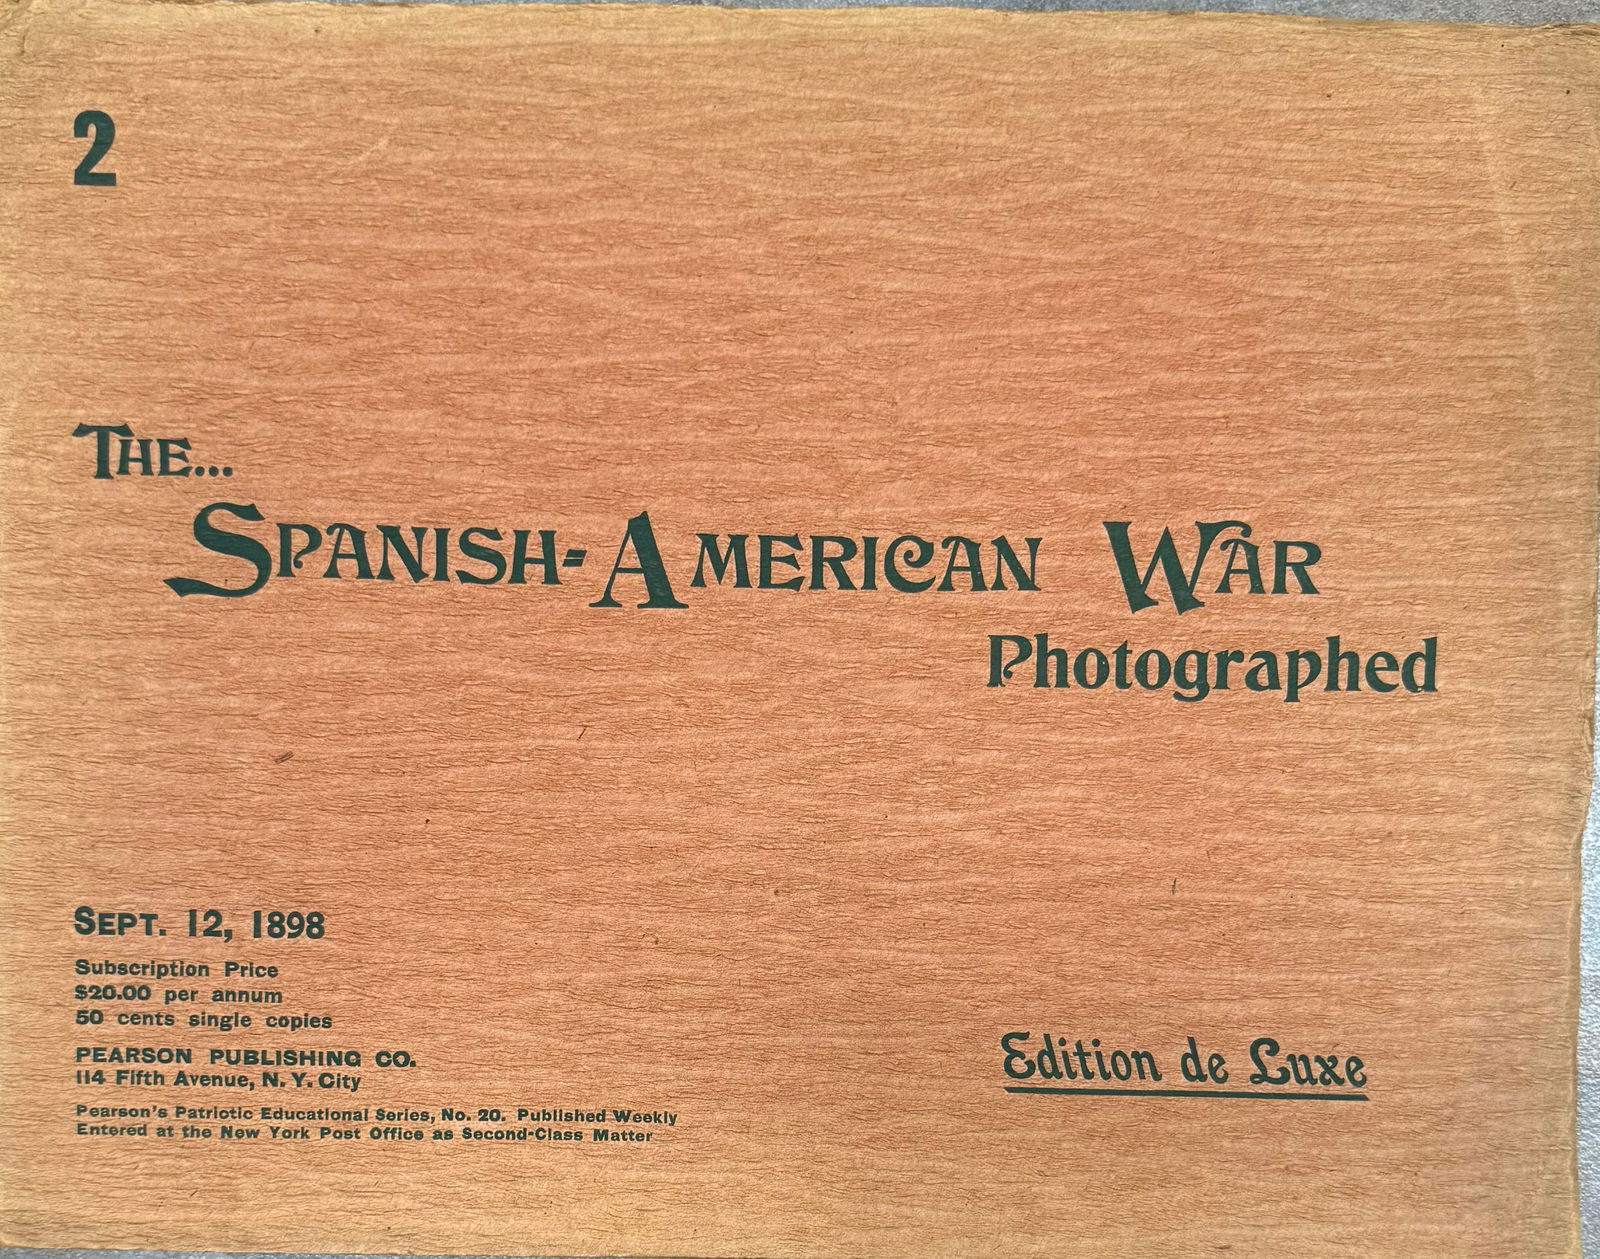 2
THE...
SPANISH-AMERICAN WAR
Photographed
SEPT. 12, 1898
Subscription Price
$20.00 per annum
50 cents single copies
PEARSON PUBLISHING CO.
114 Fifth Avenue, N. Y. City
Pearson's Patriotic Educational Series, No. 20. Published Weekly
Entered at the New York Post Office as Second-Class Matter
Edition de Luxe